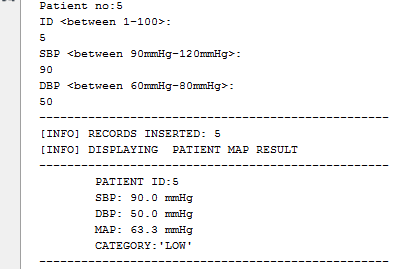 Patient no:5
ID <between 1-100>:
5
SBP <between 90mmHg-120mmHg>:
90
DBP <between 60mmHg-80mmHg>:
50
--------------------------------------------------
[INFO] RECORDS INSERTED: 5
[INFO] DISPLAYING  PATIENT MAP RESULT
--------------------------------------------------
PATIENT ID:5
SBP: 90.0 mmHg
DBP: 50.0 mmHg
MAP: 63.3 mmHg
CATEGORY:'LOW'
--------------------------------------------------